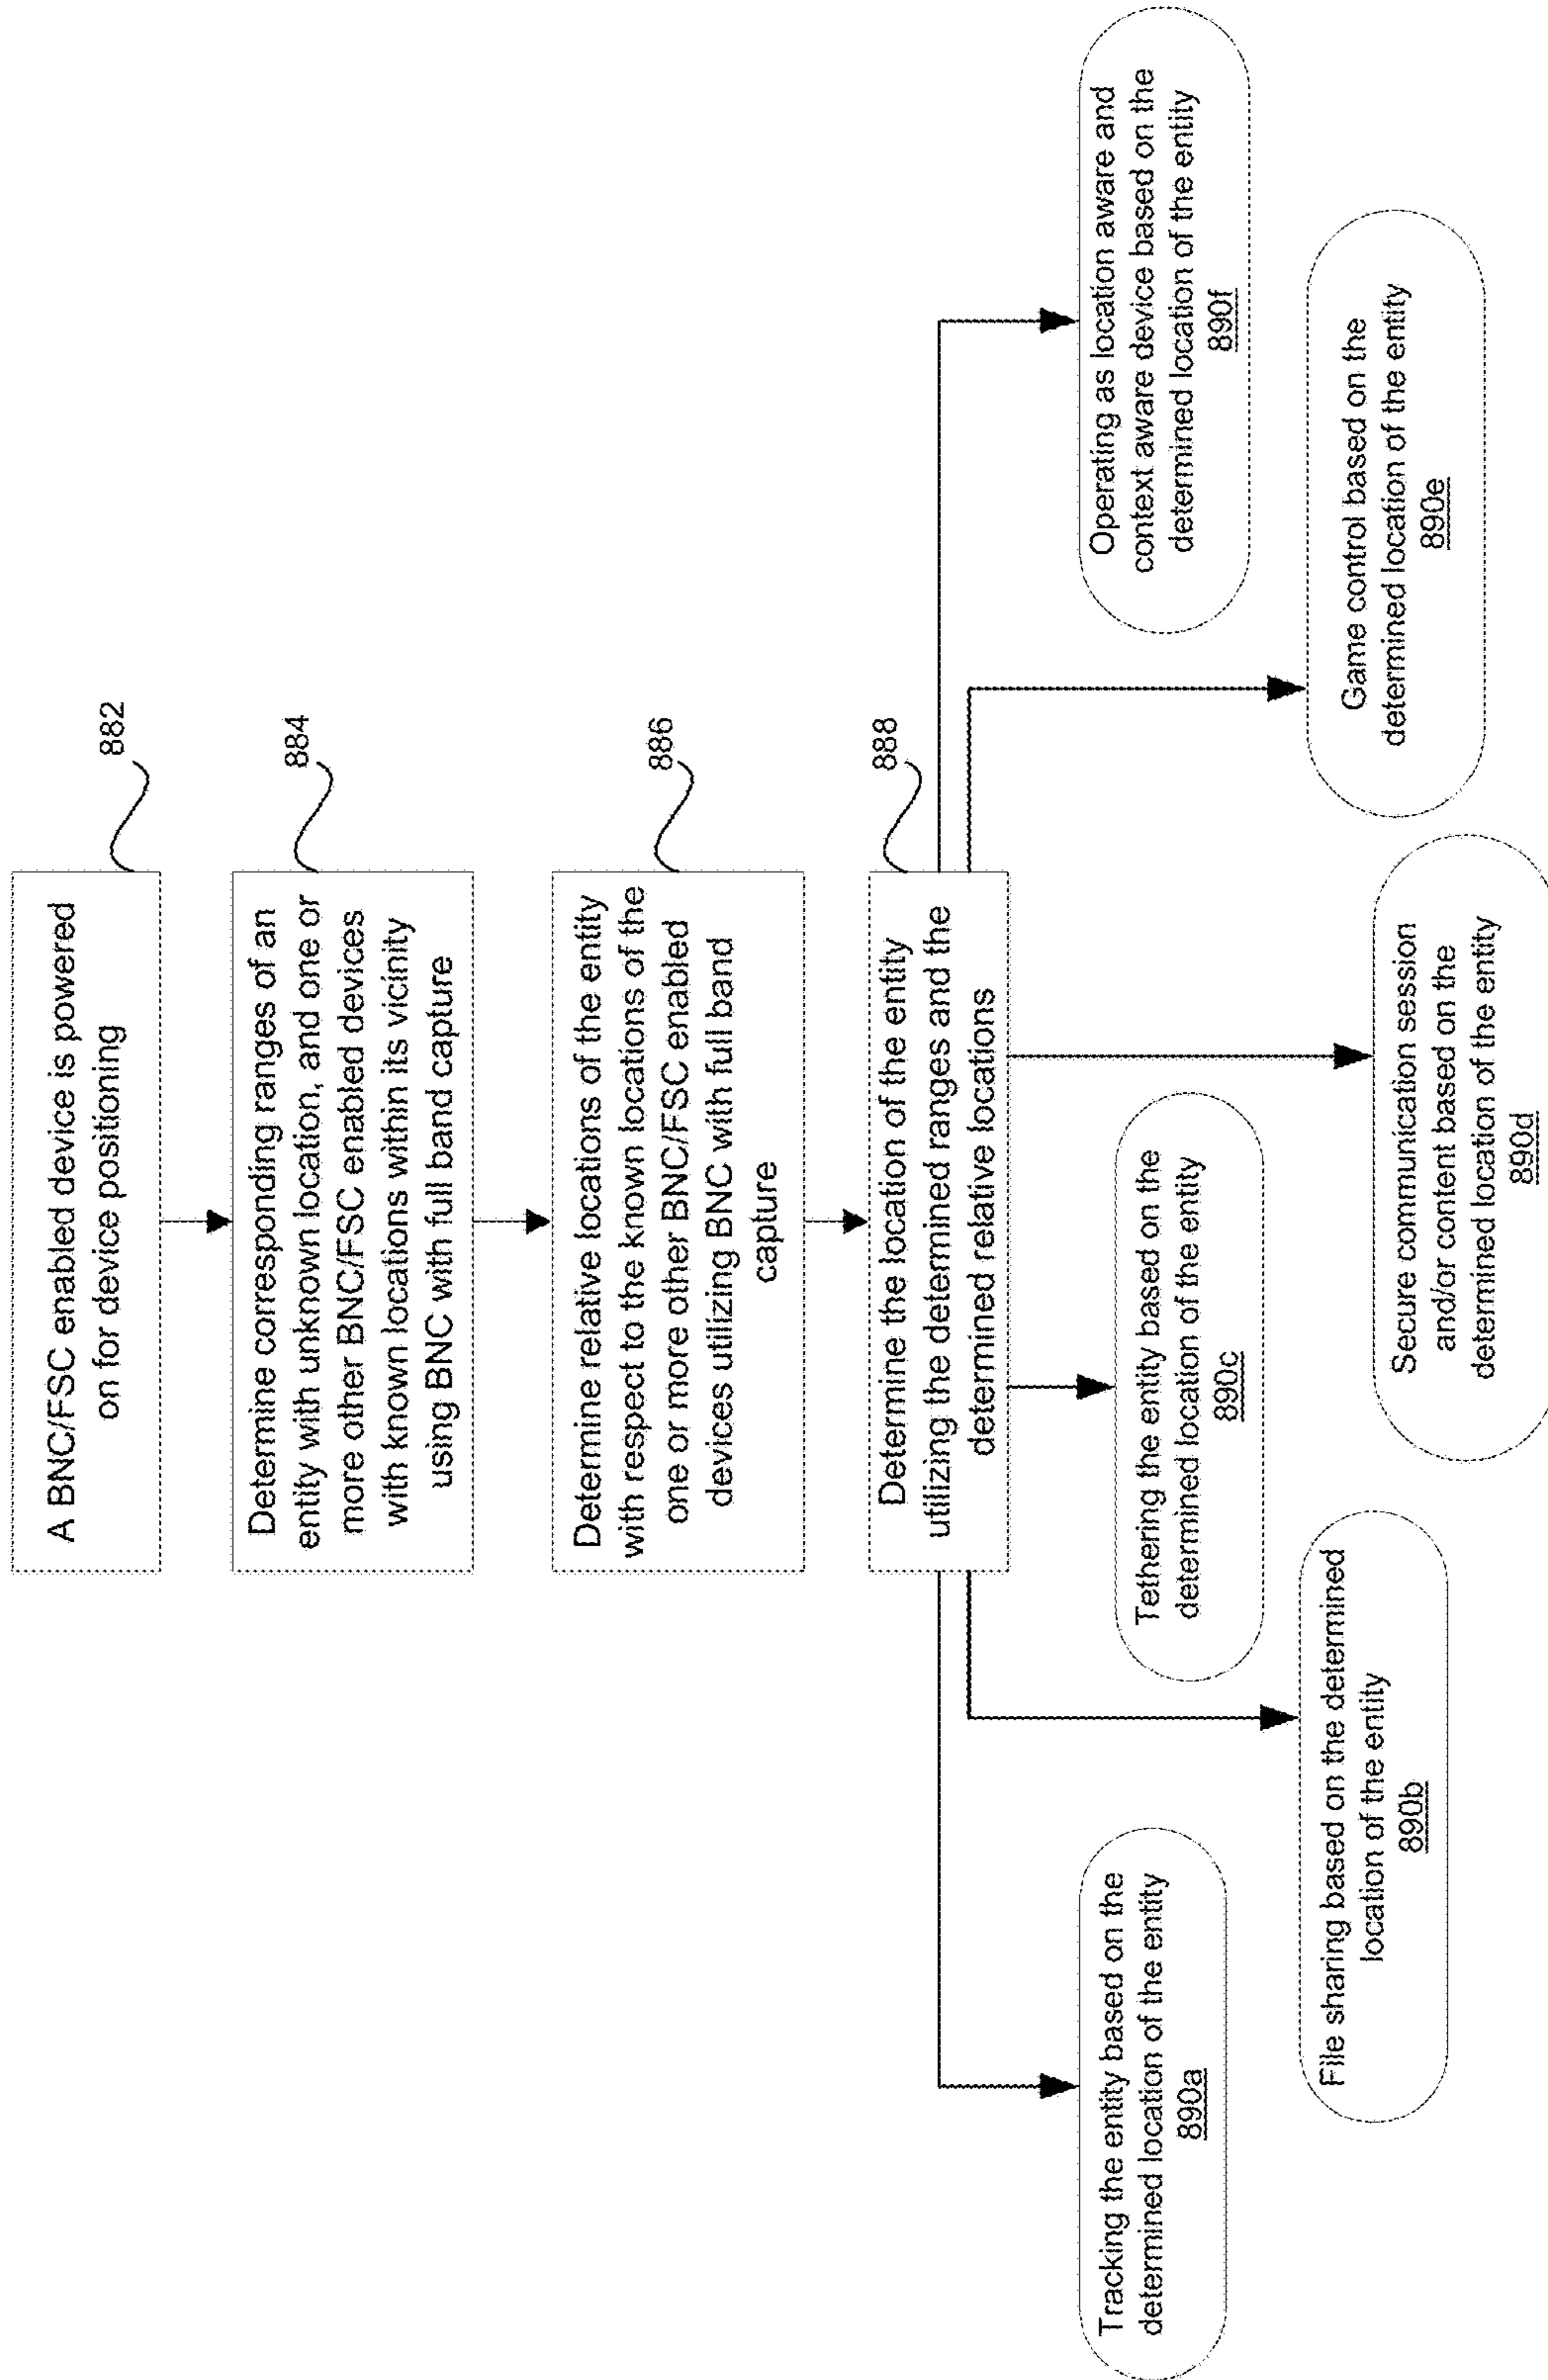 A BNC/FSC enabled device is powered
on for device positioning
882
Determine corresponding ranges of an
entity with unknown location, and one or
more other BNC/FSC enabled devices
with known locations within its vicinity
using BNC with full band capture
884
Determine relative locations of the entity
with respect to the known locations of the
one or more other BNC/FSC enabled
devices utilizing BNC with full band
capture
886
Determine the location of the entity
utilizing the determined ranges and the
determined relative locations
888
Tracking the entity based on the
determined location of the entity
890a
File sharing based on the determined
location of the entity
890b
Tethering the entity based on the
determined location of the entity
890c
Secure communication session
and/or content based on the
determined location of the entity
890d
Game control based on the
determined location of the entity
890e
Operating as location aware and
context aware device based on the
determined location of the entity
890f